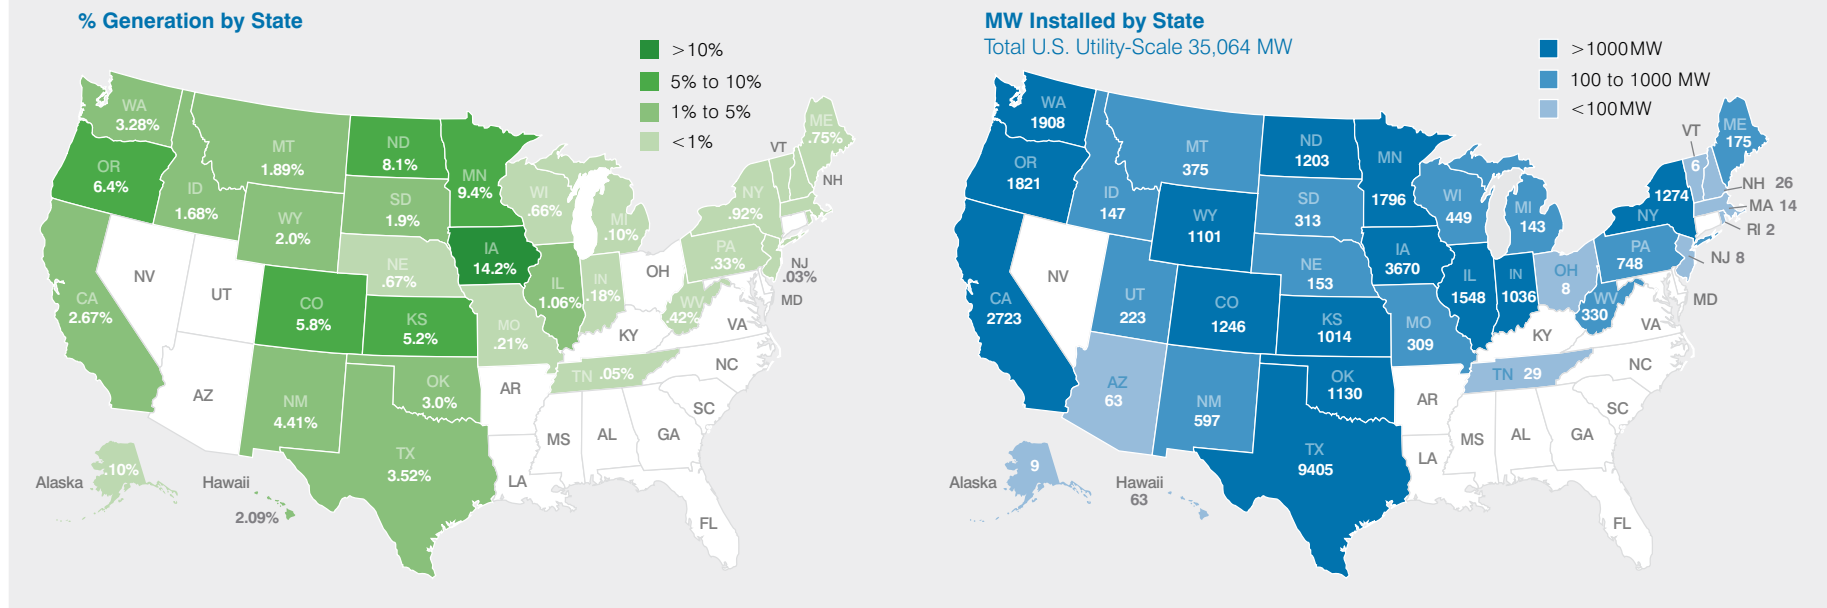 % Generation by State
>10%
5% to 10%
1% to 5%
<1%
WA
3.28%
OR
6.4%
ID
1.68%
MT
1.89%
ND
8.1%
MN
9.4%
SD
1.9%
WY
2.0%
WI
.66%
MI
.10%
NY
.92%
VT
ME
.75%
NH
CA
2.67%
NV
UT
CO
5.8%
NE
.67%
IA
14.2%
IL
1.06%
IN
.18%
OH
PA
.33%
NJ
.03%
MD
WV
.42%
VA
KS
5.2%
MO
.21%
KY
NC
TN .05%
AZ
NM
4.41%
OK
3.0%
AR
SC
TX
3.52%
LA
MS
AL
GA
FL
Alaska
.10%
Hawaii
2.09%
MW Installed by State
Total U.S. Utility-Scale 35,064 MW
>1000MW
100 to 1000 MW
<100MW
WA
1908
OR
1821
ID
147
MT
375
ND
1203
MN
1796
SD
313
WY
1101
WI
449
MI
143
NY
1274
VT
6
ME
175
NH 26
MA 14
RI 2
NJ 8
MD
CA
2723
NV
UT
223
CO
1246
NE
153
IA
3670
IL
1548
IN
1036
OH
8
PA
748
WV
330
VA
KS
1014
MO
309
KY
NC
TN 29
AZ
63
NM
597
OK
1130
AR
SC
TX
9405
LA
MS
AL
GA
FL
Alaska
9
Hawaii
63